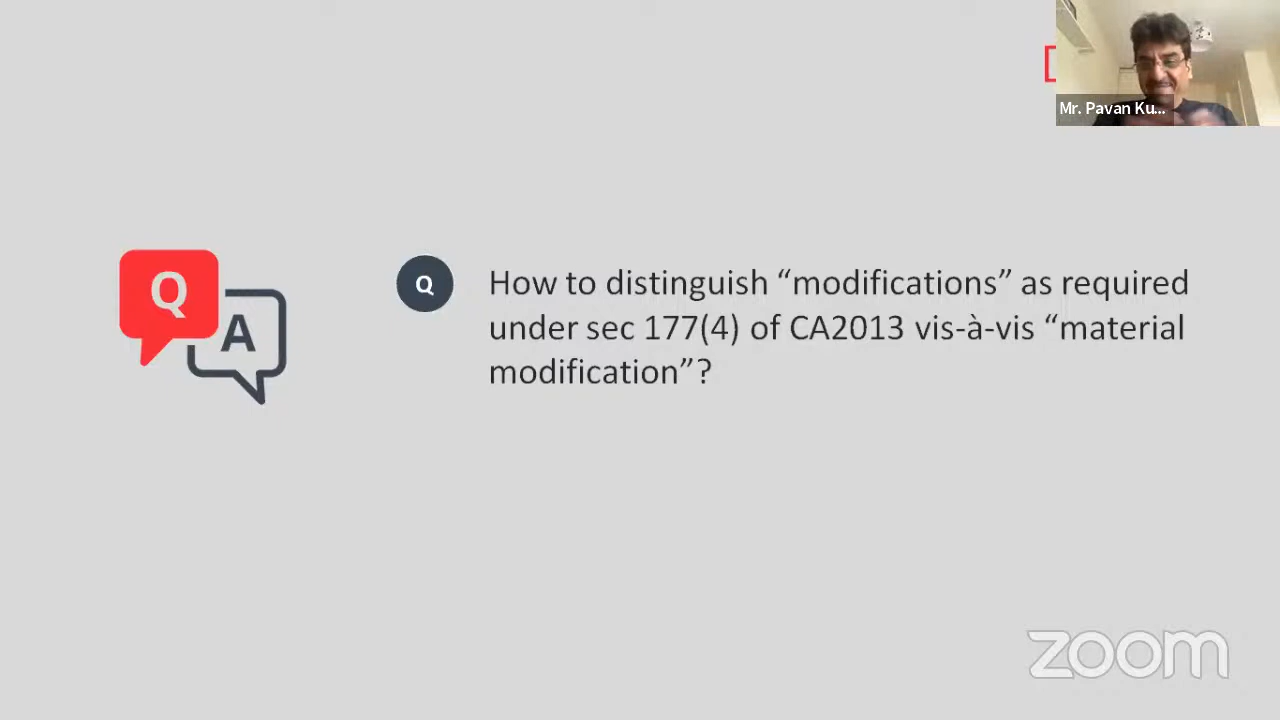 Mr. Pavan Ku...
Q
A
Q
How to distinguish “modifications” as required
under sec 177(4) of CA2013 vis-à-vis “material
modification”?
zoom